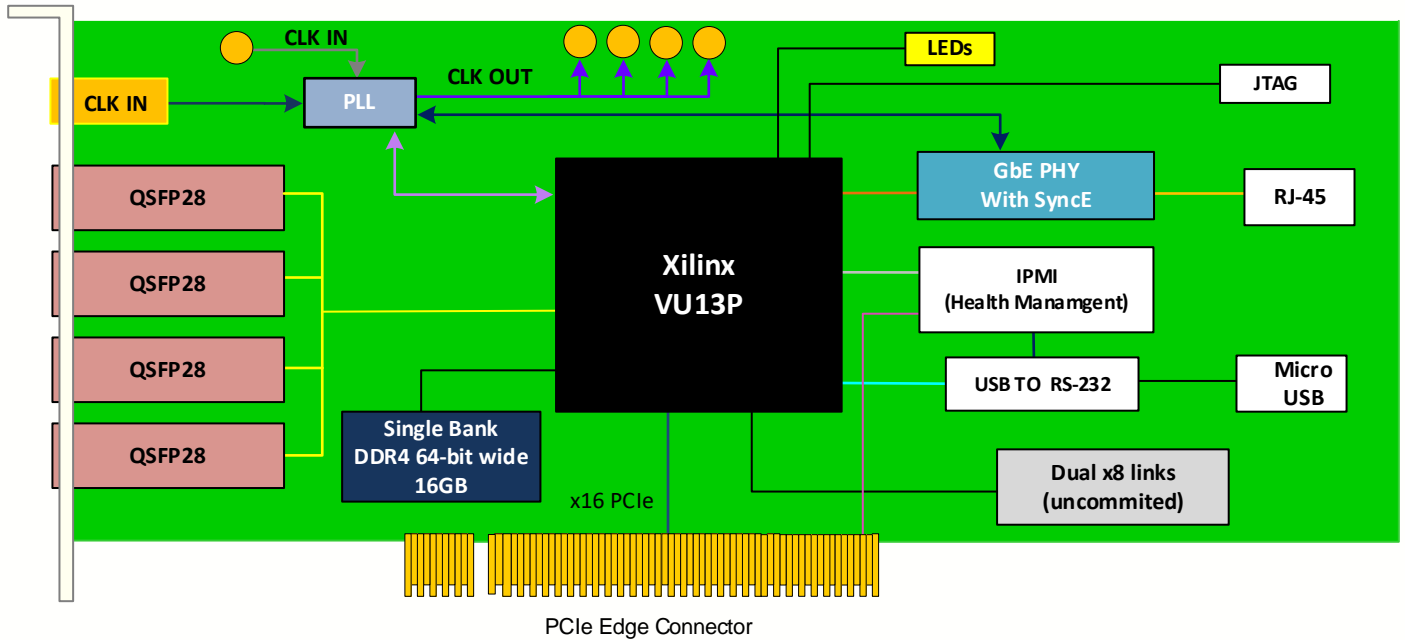 CLK IN
LEDs
CLK OUT
JTAG
CLK IN
PLL
QSFP28
GbE PHY
With SyncE
RJ-45
QSFP28
Xilinx
VU13P
IPMI
(Health Manamgent)
QSFP28
USB TO RS-232
Micro
USB
QSFP28
Single Bank
DDR4 64-bit wide
16GB
Dual x8 links
(uncommited)
x16 PCIe
PCIe Edge Connector